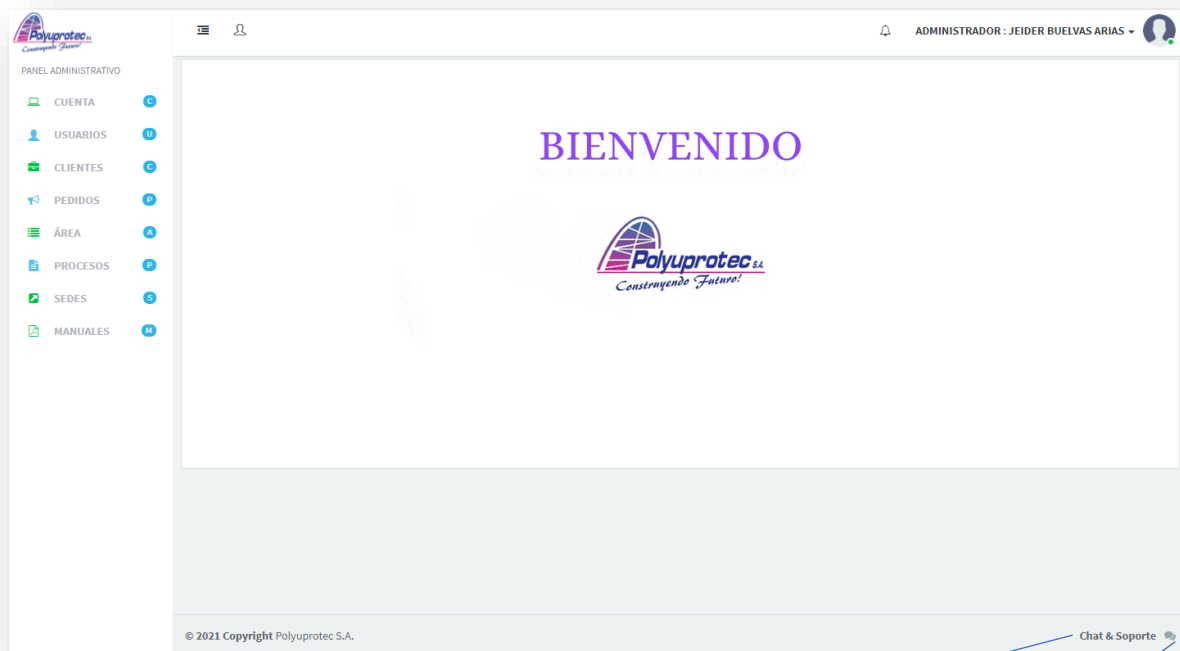 Polyuprotec S.A.
Construyendo Futuro!
ADMINISTRADOR : JEIDER BUELVAS ARIAS
PANEL ADMINISTRATIVO
CUENTA C
USUARIOS U
CLIENTES C
PEDIDOS P
ÁREA A
PROCESOS P
SEDES S
MANUALES M
BIENVENIDO
Polyuprotec S.A.
Construyendo Futuro!
© 2021 Copyright Polyuprotec S.A.
Chat & Soporte